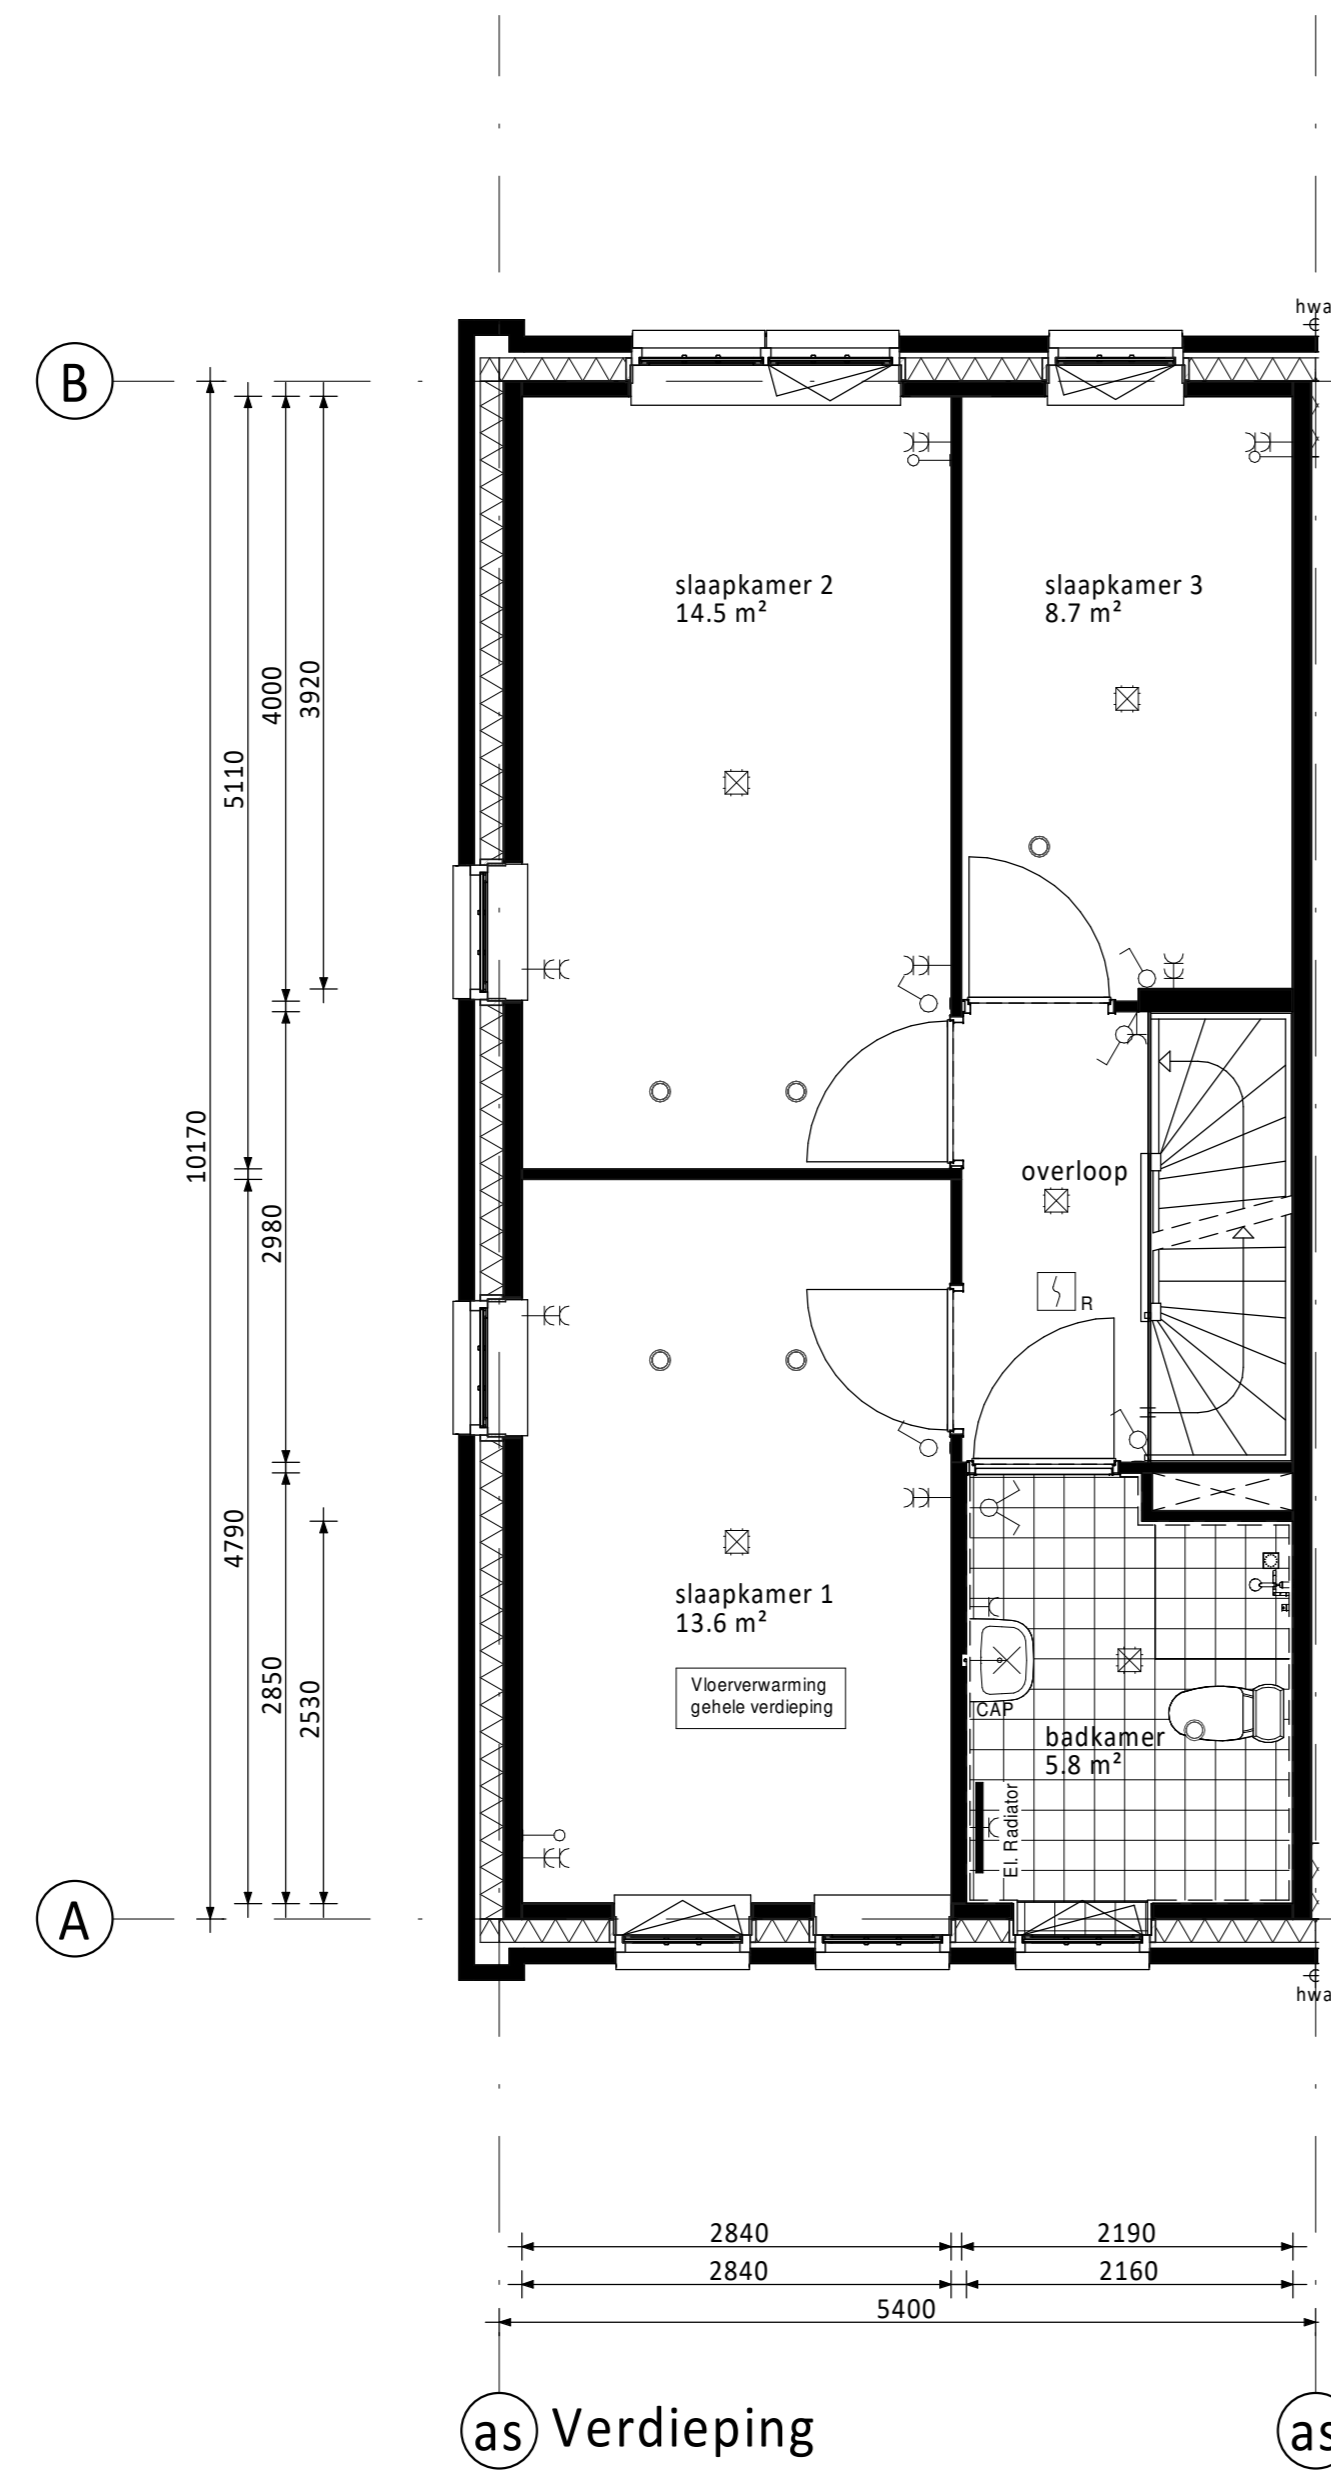 hwa
B
slaapkamer 2
14.5 m²
slaapkamer 3
8.7 m²
3920
4000
5110
10170
overloop
2980
R
4790
slaapkamer 1
13.6 m²
2850
2530
Vloerverwarming
gehele verdieping
CAP
badkamer
5.8 m²
El. Radiator
A
hwa
2840
2190
2840
2160
5400
as
Verdieping
as